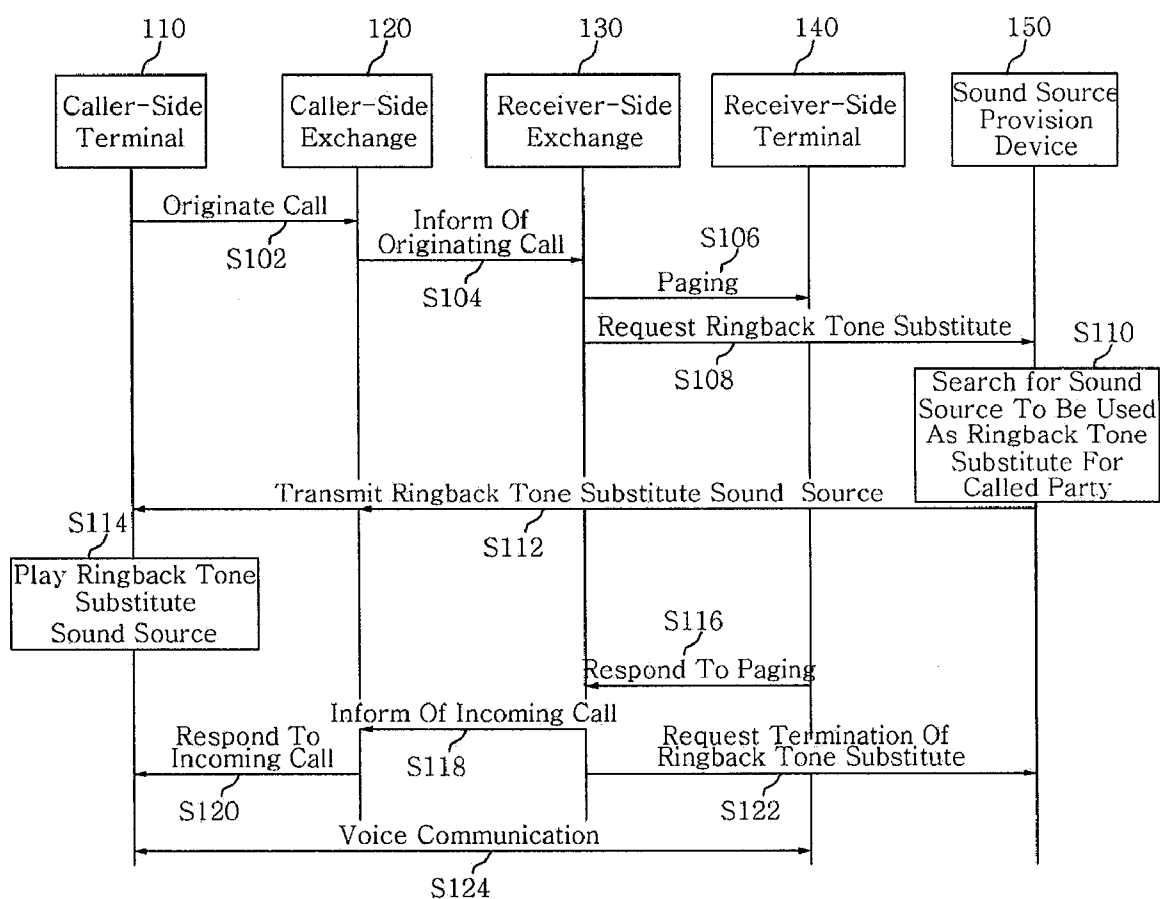 110
120
130
140
150
Caller-Side
Terminal
Caller-Side
Exchange
Receiver-Side
Exchange
Receiver-Side
Terminal
Sound Source
Provision
Device
Originate Call
S102
Inform Of
Originating Call
S104
S106
Paging
Request Ringback Tone Substitute
S108
S110
Search for Sound
Source To Be Used
As Ringback Tone
Substitute For
Called Party
Transmit Ringback Tone Substitute Sound Source
S112
S114
Play Ringback Tone
Substitute
Sound Source
S116
Respond To Paging
Inform Of Incoming Call
S118
Respond To
Incoming Call
S120
Request Termination Of
Ringback Tone Substitute
S122
Voice Communication
S124